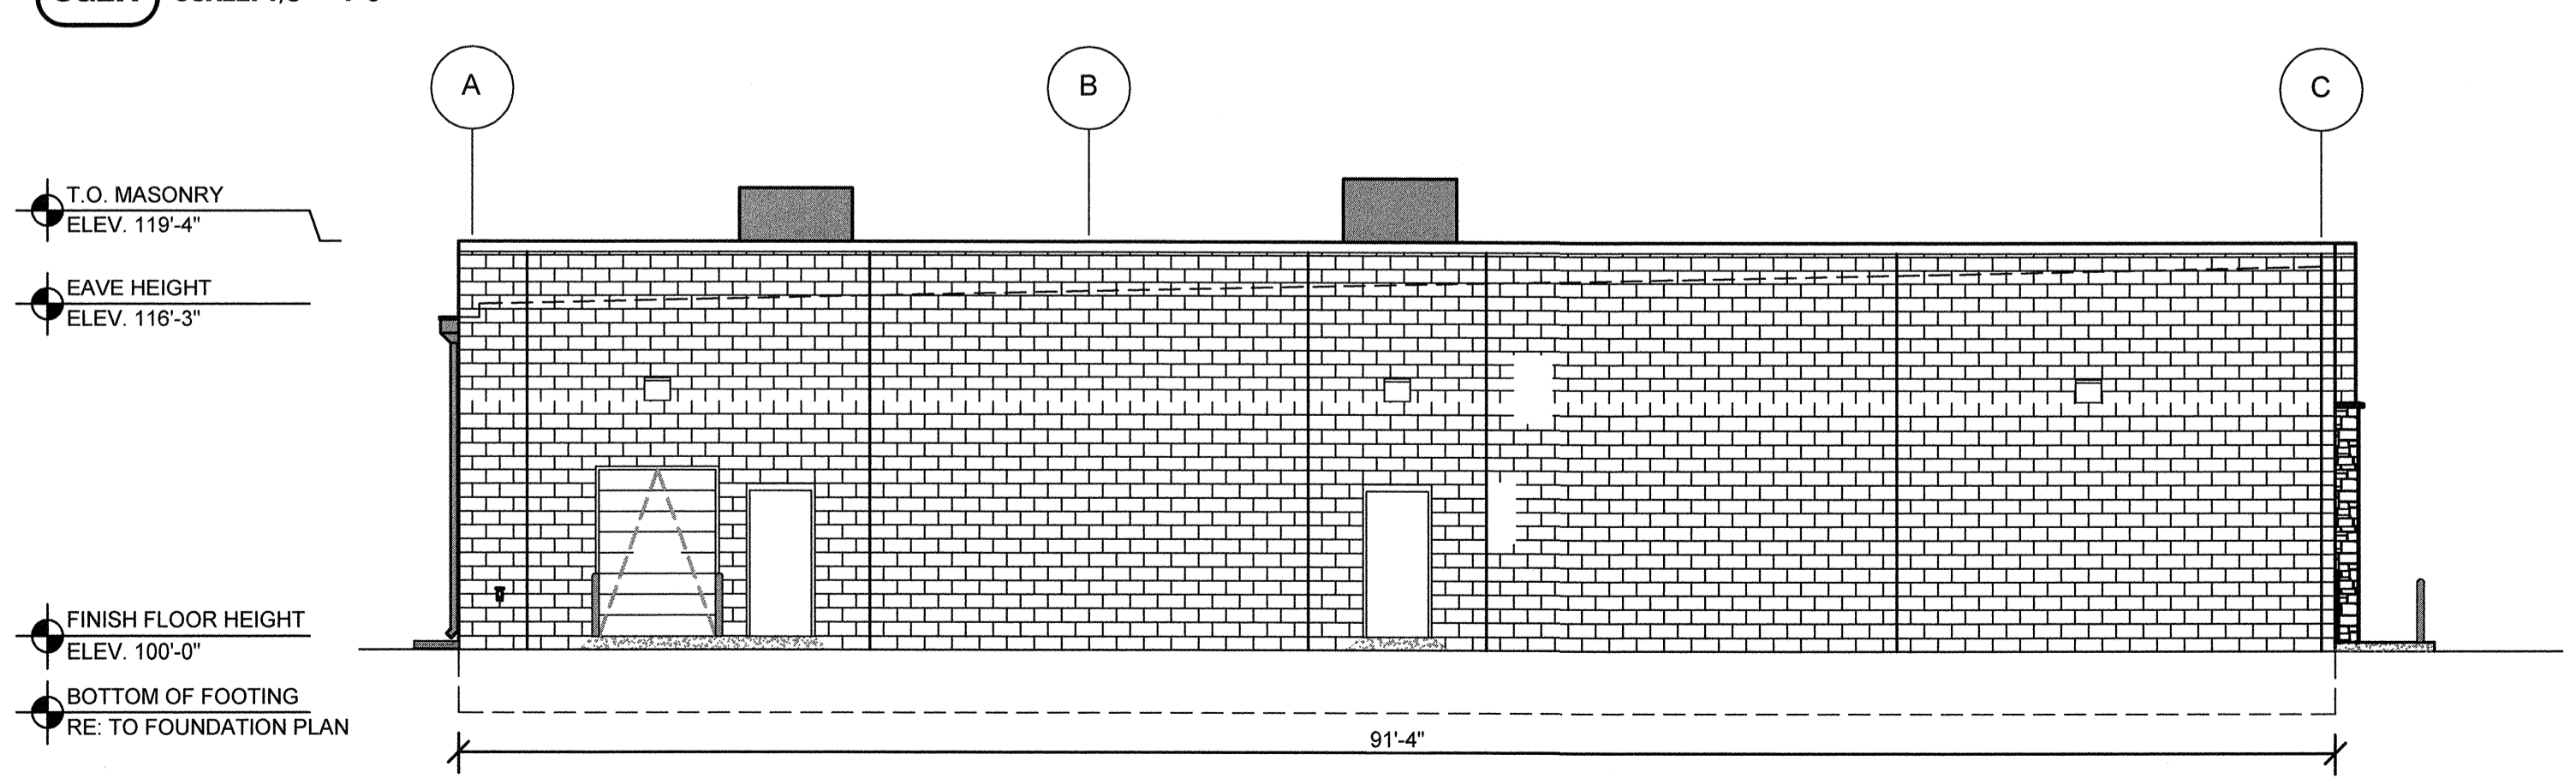 A
B
C
T.O. MASONRY
ELEV. 119'-4"
EAVE HEIGHT
ELEV. 116'-3"
FINISH FLOOR HEIGHT
ELEV. 100'-0"
BOTTOM OF FOOTING
RE: TO FOUNDATION PLAN
91'-4"